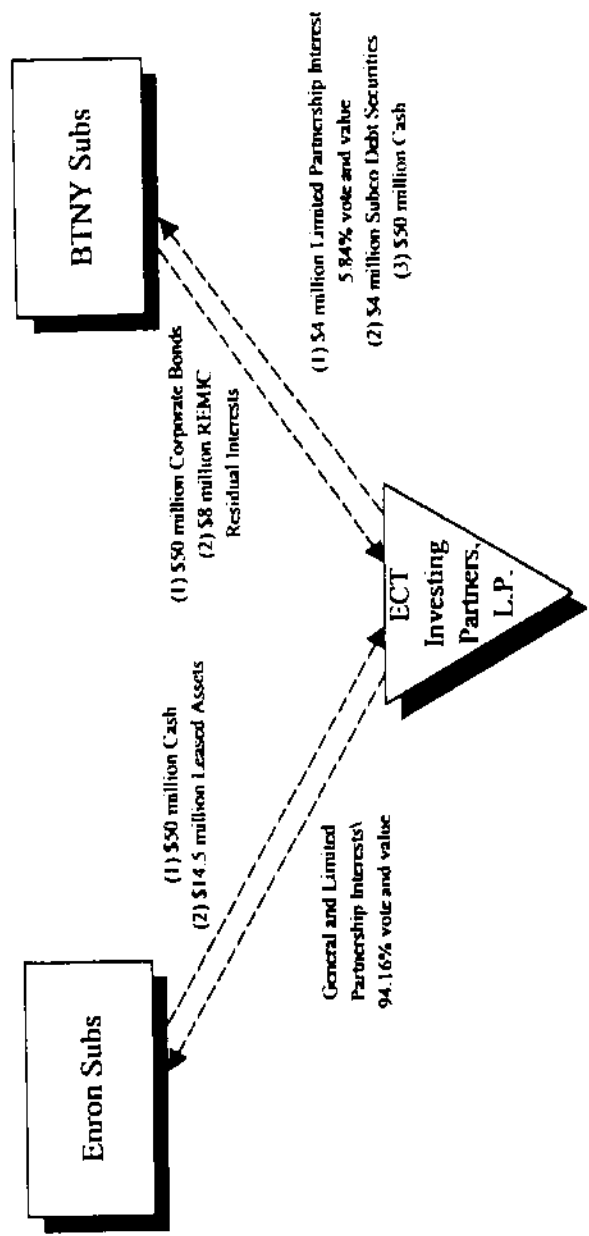 Enron Subs
BTNY Subs
(1) $50 million Cash
(2) $14.5 million Leased Assets
(1) $50 million Corporate Bonds
(2) $8 million REMIC
Residual Interests
General and Limited
Partnership Interests\
94.16% vote and value
(1) $4 million Limited Partnership Interest
5.84% vote and value
(2) $4 million Subco Debt Securities
(3) $50 million Cash
ECT
Investing
Partners,
L.P.